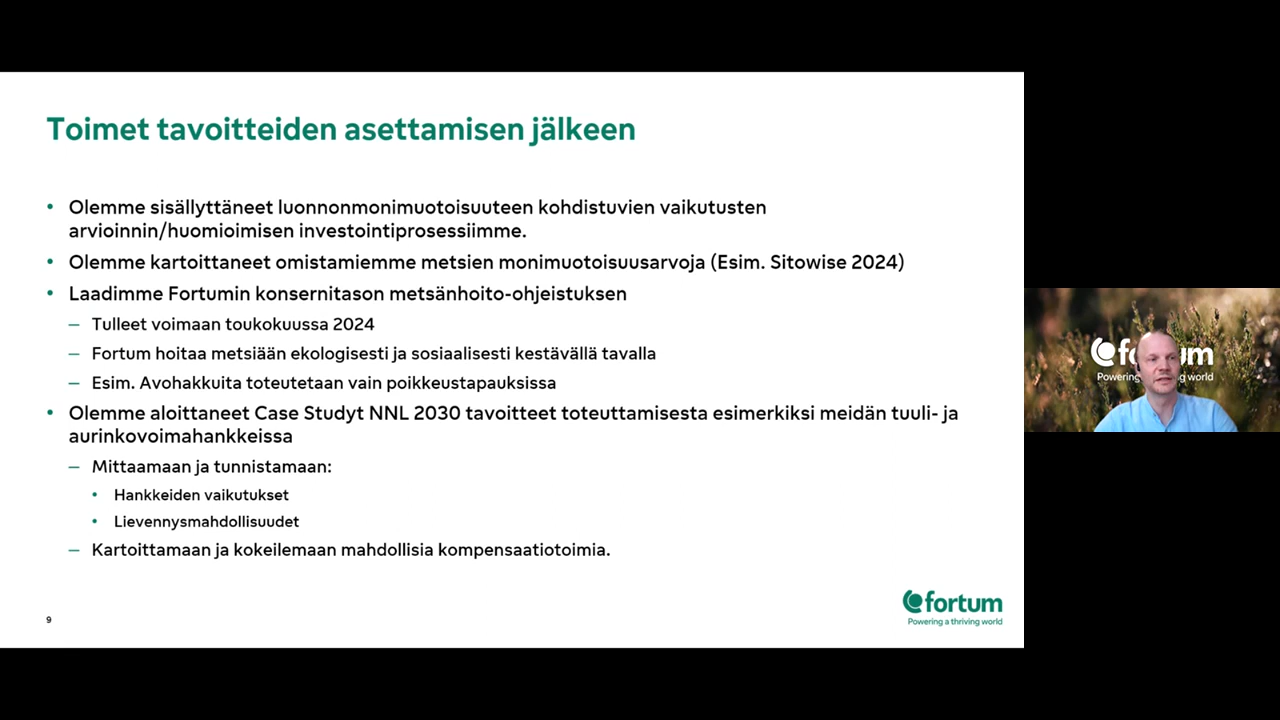 Toimet tavoitteiden asettamisen jälkeen
• Olemme sisällyttäneet luonnonmonimuotoisuuteen kohdistuvien vaikutusten
arvioinnin/huomioimisen investointiprosessiimme.
• Olemme kartoittaneet omistamiemme metsien monimuotoisuusarvoja (Esim. Sitowise 2024)
• Laadimme Fortumin konsernitason metsänhoito-ohjeistuksen
– Tulleet voimaan toukokuussa 2024
– Fortum hoitaa metsiään ekologisesti ja sosiaalisesti kestävällä tavalla
– Esim. Avohakkuita toteutetaan vain poikkeustapauksissa
• Olemme aloittaneet Case Studyt NNL 2030 tavoitteet toteuttamisesta esimerkiksi meidän tuuli- ja
aurinkovoimahankkeissa
– Mittaamaan ja tunnistamaan:
• Hankkeiden vaikutukset
• Lievennysmahdollisuudet
– Kartoittamaan ja kokeilemaan mahdollisia kompensaatiotoimia.
9
fortum
Powering a thriving world
fo um
Powering g world